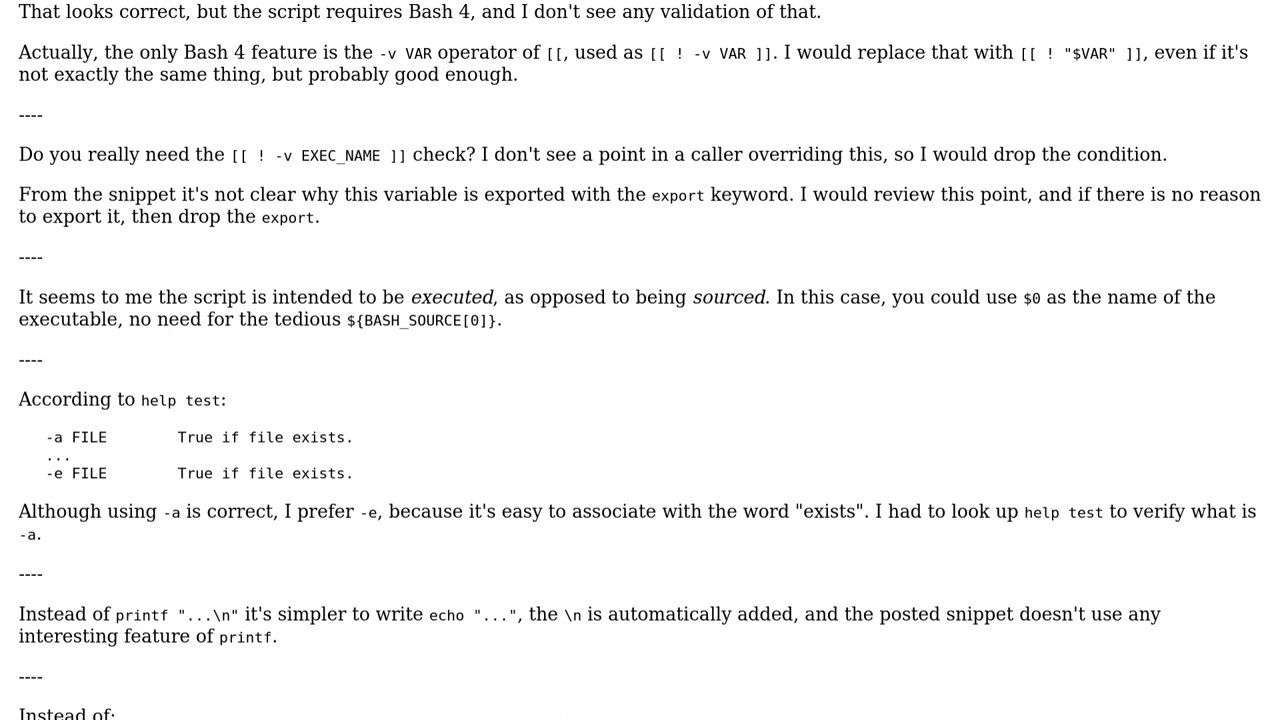 That looks correct, but the script requires Bash 4, and I don't see any validation of that.
Actually, the only Bash 4 feature is the -v VAR operator of [[, used as [[ ! -v VAR ]]. I would replace that with [[ ! "$VAR" ]], even if it's
not exactly the same thing, but probably good enough.
----
Do you really need the [[ ! -v EXEC_NAME ]] check? I don't see a point in a caller overriding this, so I would drop the condition.
From the snippet it's not clear why this variable is exported with the export keyword. I would review this point, and if there is no reason
to export it, then drop the export.
----
It seems to me the script is intended to be executed, as opposed to being sourced. In this case, you could use $0 as the name of the
executable, no need for the tedious ${BASH_SOURCE[0]}.
----
According to help test:
-a FILE        True if file exists.
...
-e FILE        True if file exists.
Although using -a is correct, I prefer -e, because it's easy to associate with the word "exists". I had to look up help test to verify what is
-a.
----
Instead of printf "...\n" it's simpler to write echo "...", the \n is automatically added, and the posted snippet doesn't use any
interesting feature of printf.
----
Instead of: